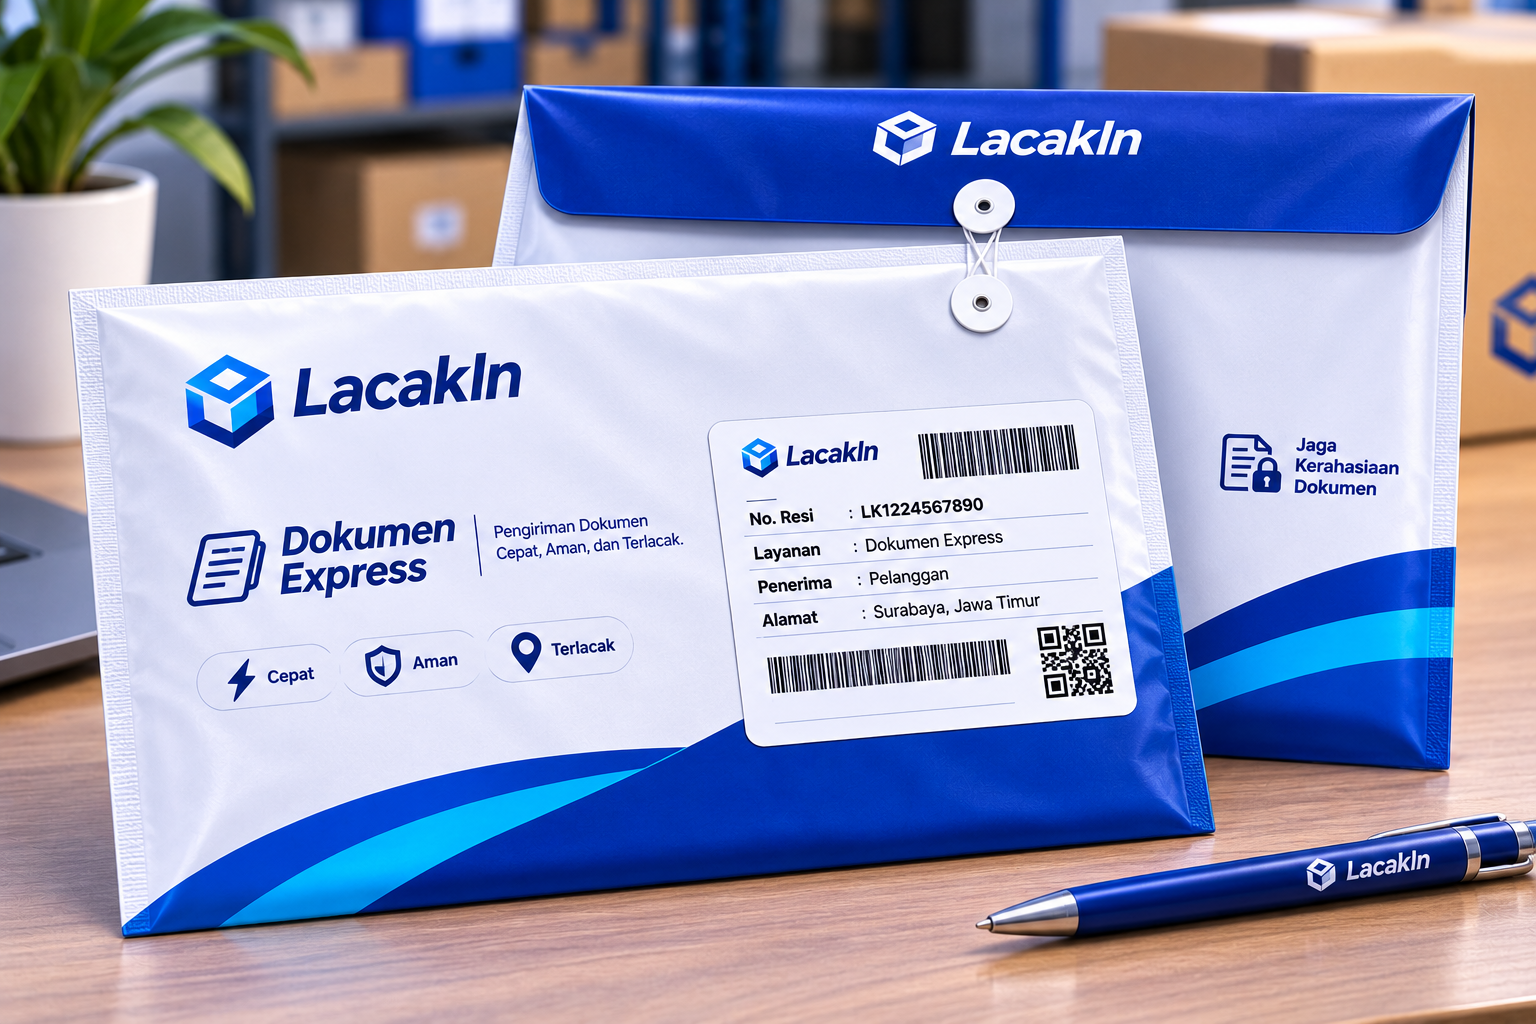 LacakIn
LacakIn
Dokumen
Express
Pengiriman Dokumen
Cepat, Aman, dan Terlacak.
Cepat
Aman
Terlacak
LacakIn
No. Resi : LK1224567890
Layanan : Dokumen Express
Penerima : Pelanggan
Alamat : Surabaya, Jawa Timur
Jaga
Kerahasiaan
Dokumen
LacakIn